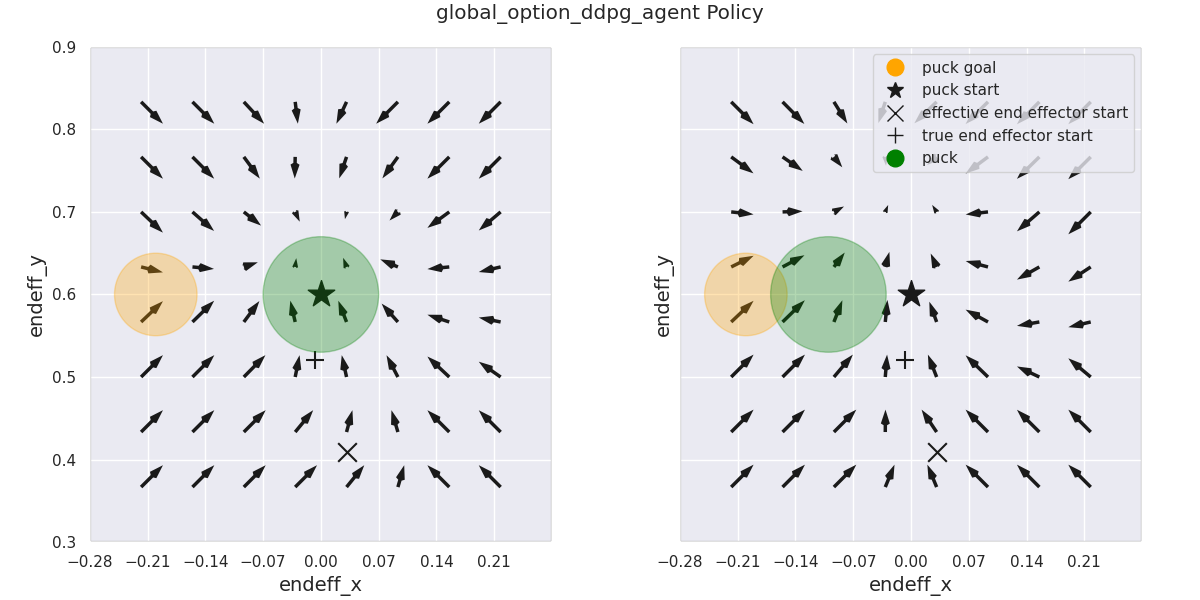 global_option_ddpg_agent Policy
0.9
0.8
0.7
0.6
0.5
0.4
0.3
endeff_y
−0.28 −0.21 −0.14 −0.07 0.00 0.07 0.14 0.21
endeff_x
puck goal
puck start
effective end effector start
true end effector start
puck
endeff_y
−0.28 −0.21 −0.14 −0.07 0.00 0.07 0.14 0.21
endeff_x